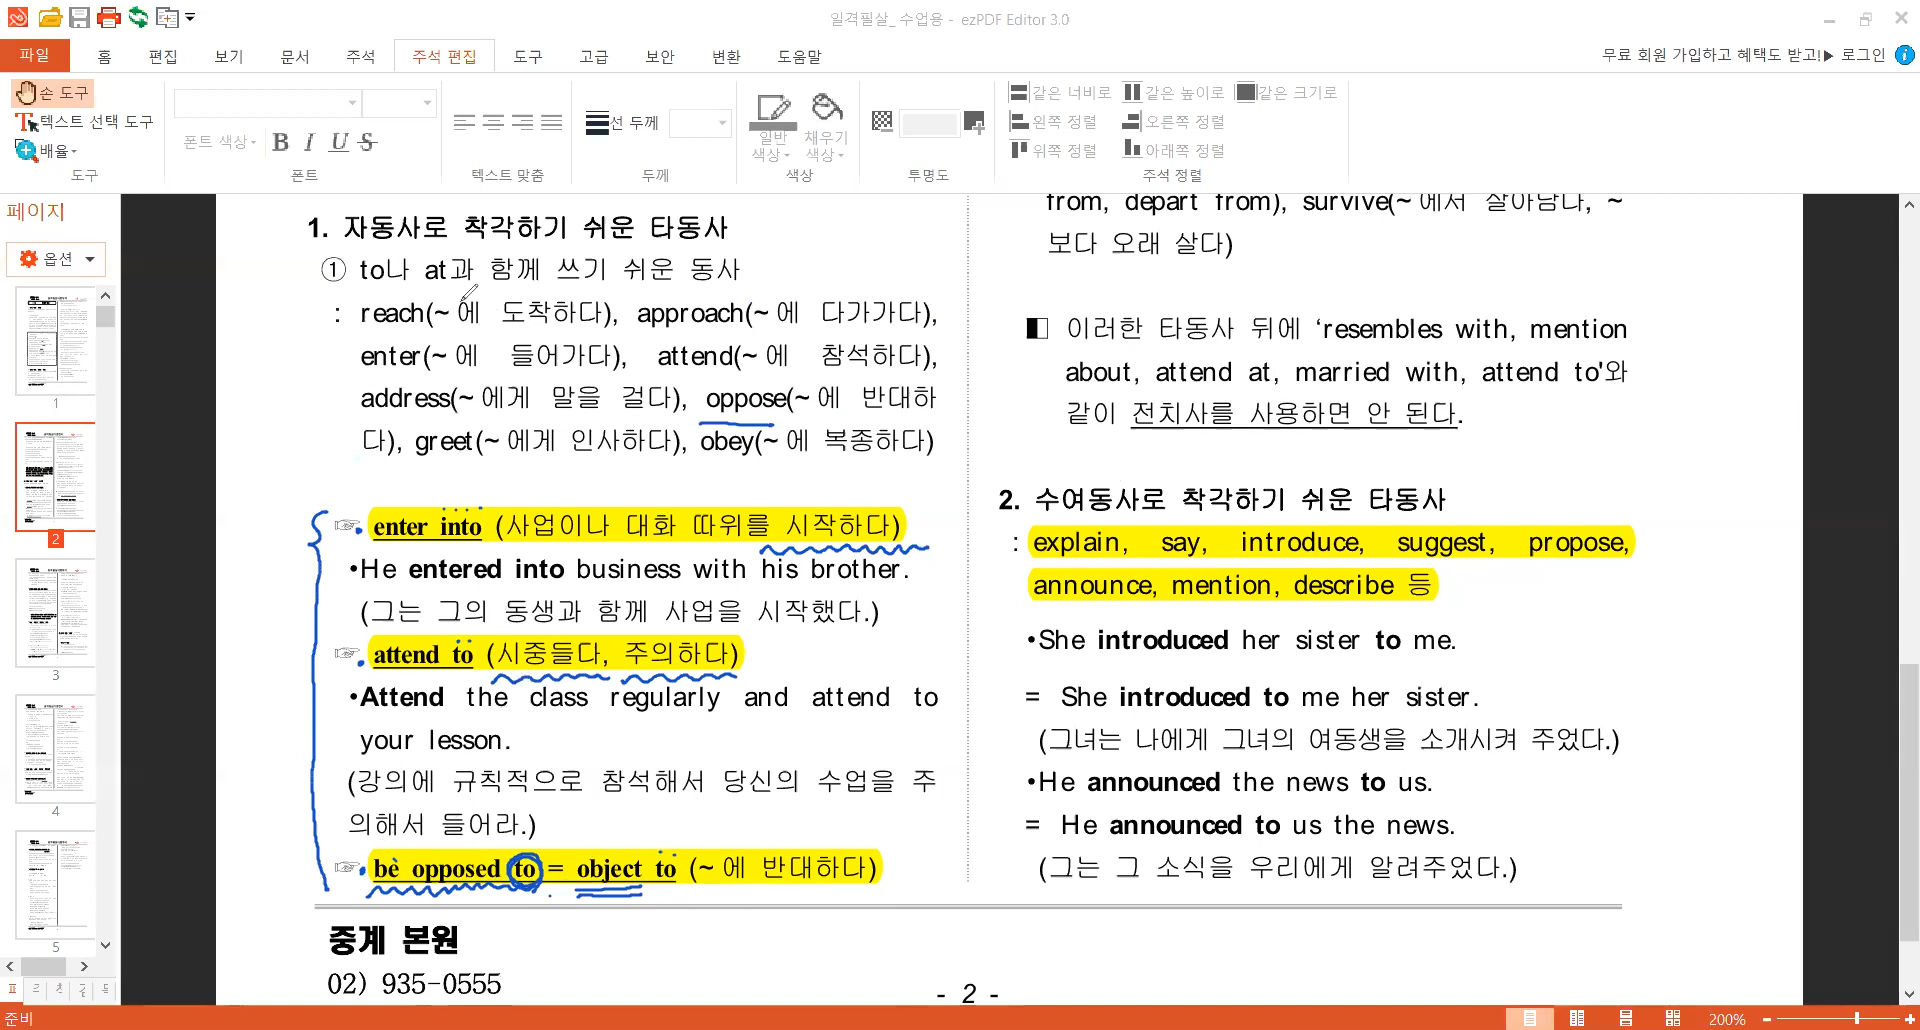 일격필살_ 수업용 - ezPDF Editor 3.0
파일 홈 편집 보기 문서 주석 주석 편집 도구 고급 보안 변환 도움말
무료 회원 가입하고 혜택도 받고!▶ 로그인
손 도구
텍스트 선택 도구
배율
도구
폰트 색상
B I U S
폰트
텍스트 맞춤
선 두께
두께
일반 색상
채우기 색상
색상
투명도
같은 너비로 같은 높이로 같은 크기로
왼쪽 정렬 오른쪽 정렬
위쪽 정렬 아래쪽 정렬
주석 정렬
페이지
옵션
1
2
3
4
5
1. 자동사로 착각하기 쉬운 타동사
① to나 at과 함께 쓰기 쉬운 동사
: reach(~에 도착하다), approach(~에 다가가다),
enter(~에 들어가다), attend(~에 참석하다),
address(~에게 말을 걸다), oppose(~에 반대하
다), greet(~에게 인사하다), obey(~에 복종하다)
☞ enter into (사업이나 대화 따위를 시작하다)
•He entered into business with his brother.
(그는 그의 동생과 함께 사업을 시작했다.)
☞ attend to (시중들다, 주의하다)
•Attend the class regularly and attend to
your lesson.
(강의에 규칙적으로 참석해서 당신의 수업을 주
의해서 들어라.)
☞ be opposed to = object to (~에 반대하다)
from, depart from), survive(~에서 살아남다, ~
보다 오래 살다)
이러한 타동사 뒤에 ‘resembles with, mention
about, attend at, married with, attend to'와
같이 전치사를 사용하면 안 된다.
2. 수여동사로 착각하기 쉬운 타동사
: explain, say, introduce, suggest, propose,
announce, mention, describe 등
•She introduced her sister to me.
= She introduced to me her sister.
(그녀는 나에게 그녀의 여동생을 소개시켜 주었다.)
•He announced the news to us.
= He announced to us the news.
(그는 그 소식을 우리에게 알려주었다.)
중계 본원
02) 935-0555
- 2 -
준비
200%